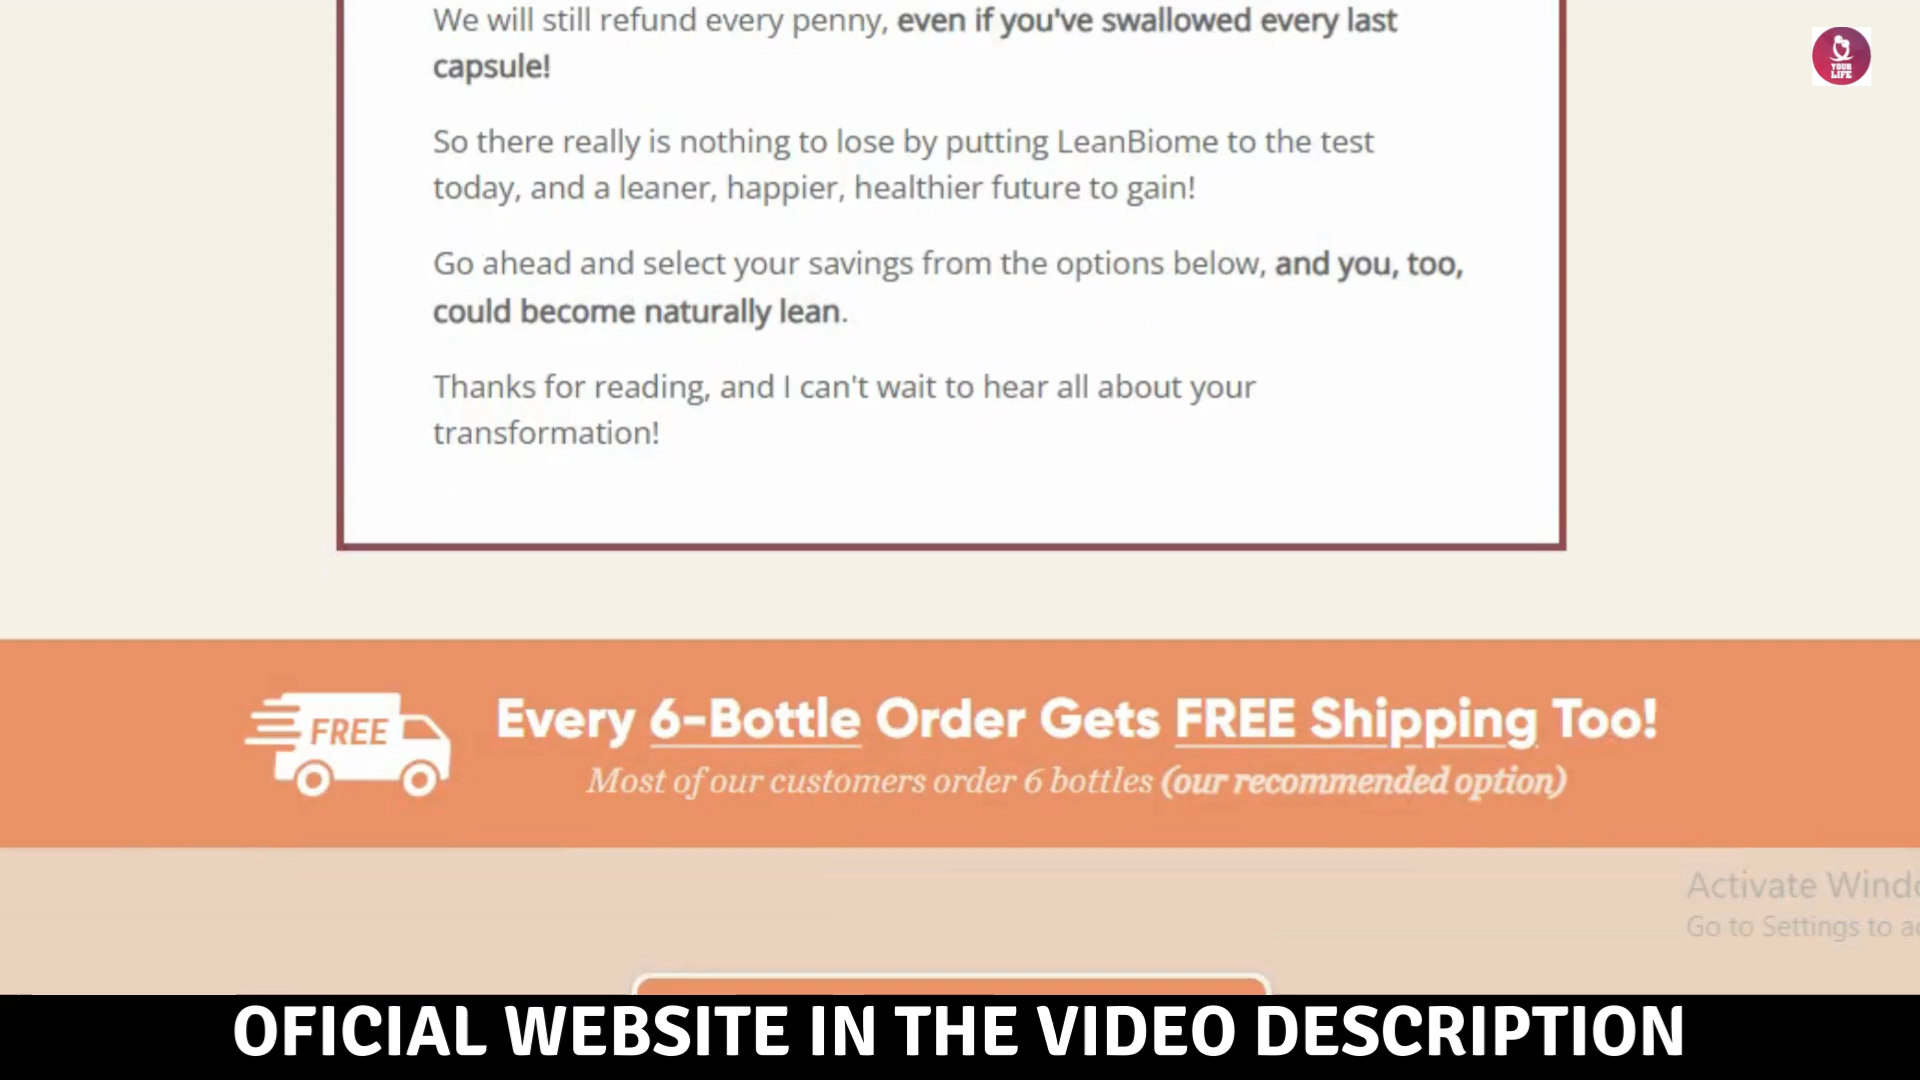 We will still refund every penny, even if you've swallowed every last
capsule!
YOUR
LIFE
So there really is nothing to lose by putting LeanBiome to the test
today, and a leaner, happier, healthier future to gain!
Go ahead and select your savings from the options below, and you, too,
could become naturally lean.
Thanks for reading, and I can't wait to hear all about your
transformation!
FREE
Every 6-Bottle Order Gets FREE Shipping Too!
Most of our customers order 6 bottles (our recommended option)
Activate Windo
Go to Settings to a
OFICIAL WEBSITE IN THE VIDEO DESCRIPTION